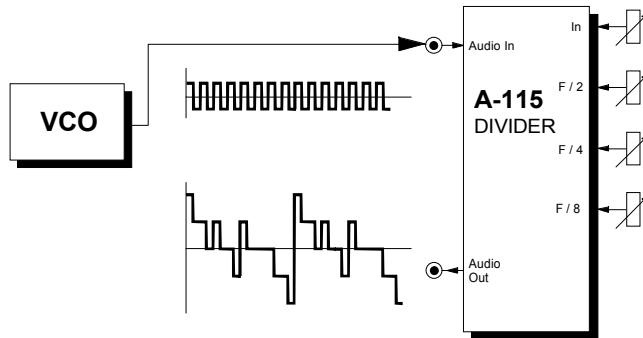 Audio In
In
A-115
DIVIDER
F / 2
VCO
F / 4
F / 8
Audio
Out